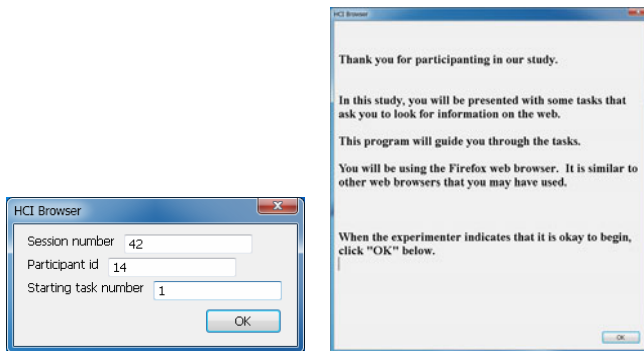 HCI Browser
Session number 42
Participant id 14
Starting task number 1
OK
HCI Browser
Thank you for participanting in our study.
In this study, you will be presented with some tasks that
ask you to look for information on the web.
This program will guide you through the tasks.
You will be using the Firefox web browser.  It is similar to
other web browsers that you may have used.
When the experimenter indicates that it is okay to begin,
click "OK" below.
OK